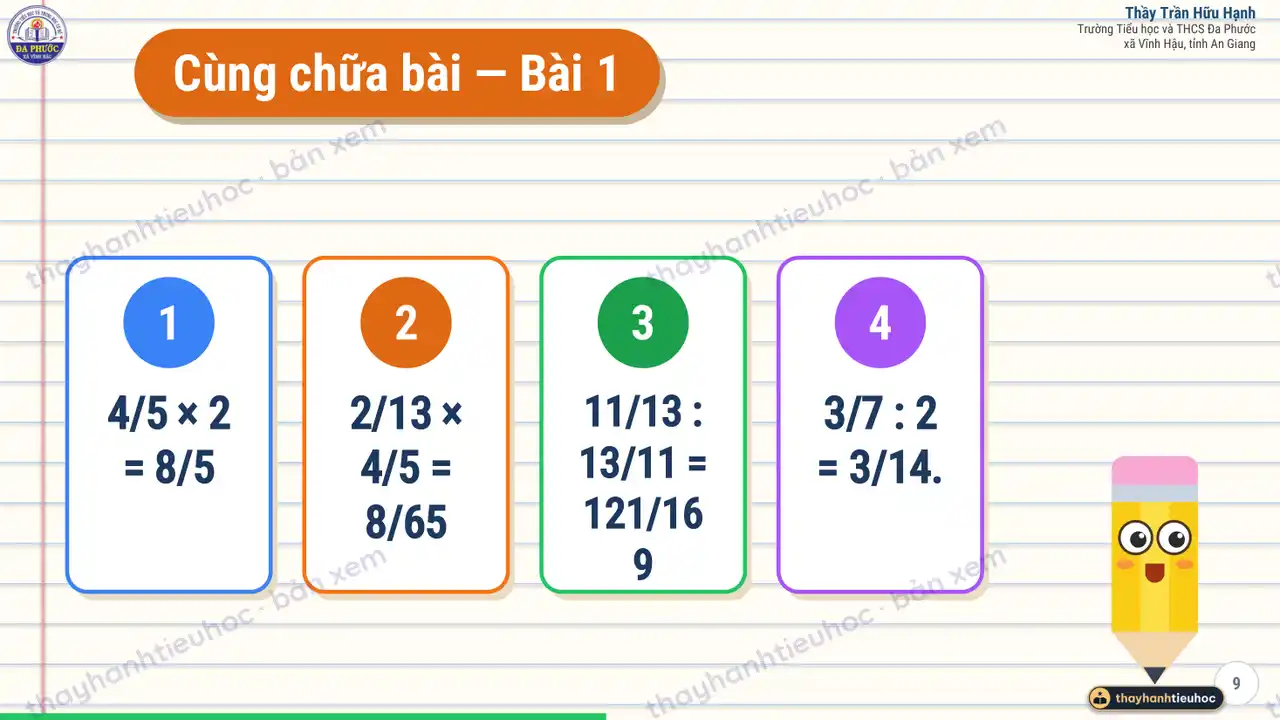 Thầy Trần Hữu Hạnh
Trường Tiểu học và THCS Đa Phước
xã Vĩnh Hậu, tỉnh An Giang
ĐA PHƯỚC
XÃ VĨNH HẬU
Cùng chữa bài – Bài 1
thayhanhtieuhoc · bản xem
thayhanhtieuhoc · bản xem
1
4/5 × 2
= 8/5
2
2/13 ×
4/5 =
8/65
3
11/13 :
13/11 =
121/16
9
4
3/7 : 2
= 3/14.
thayhanhtieuhoc · bản xem
thayhanhtieuhoc · bản xem
thayhanhtieuhoc
9